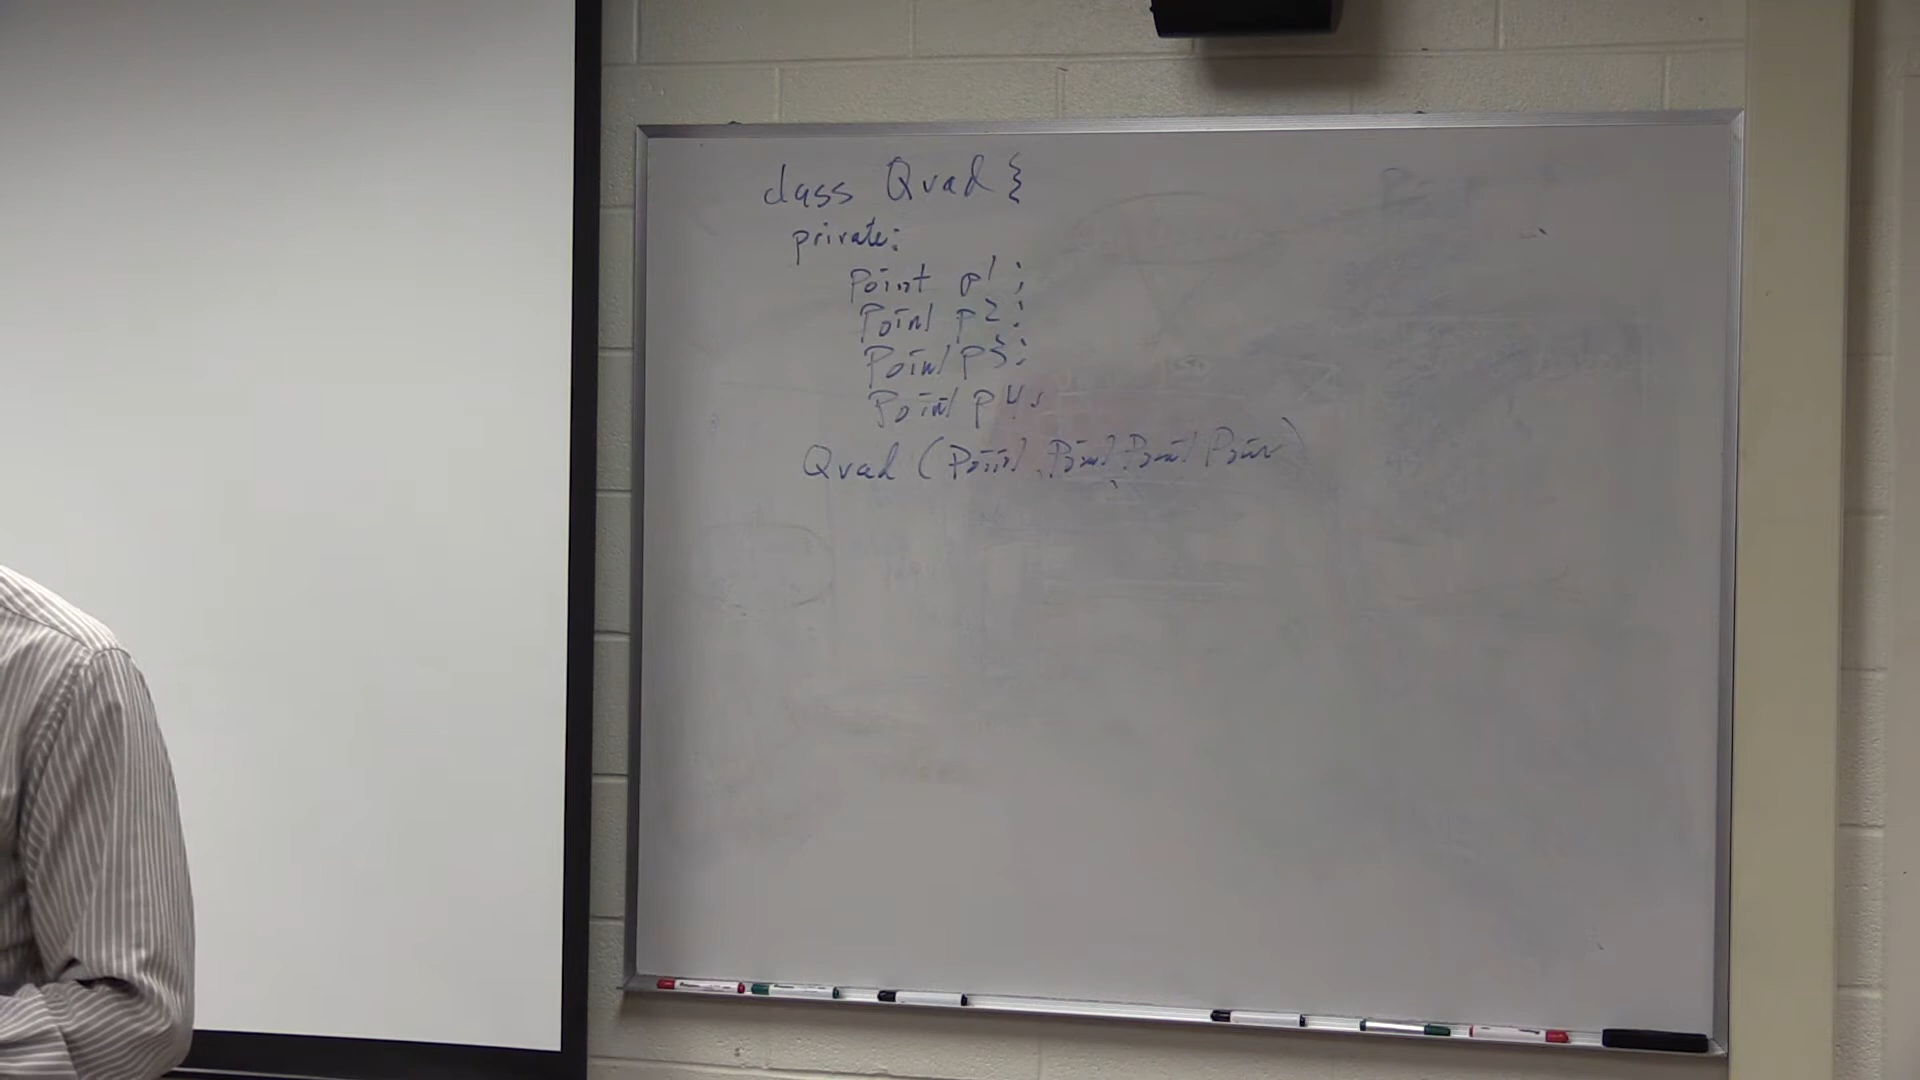 class Quad {
private:
Point p1;
Point p2;
Point p3;
Point p4;
Quad (Point, Point, Point, Point)